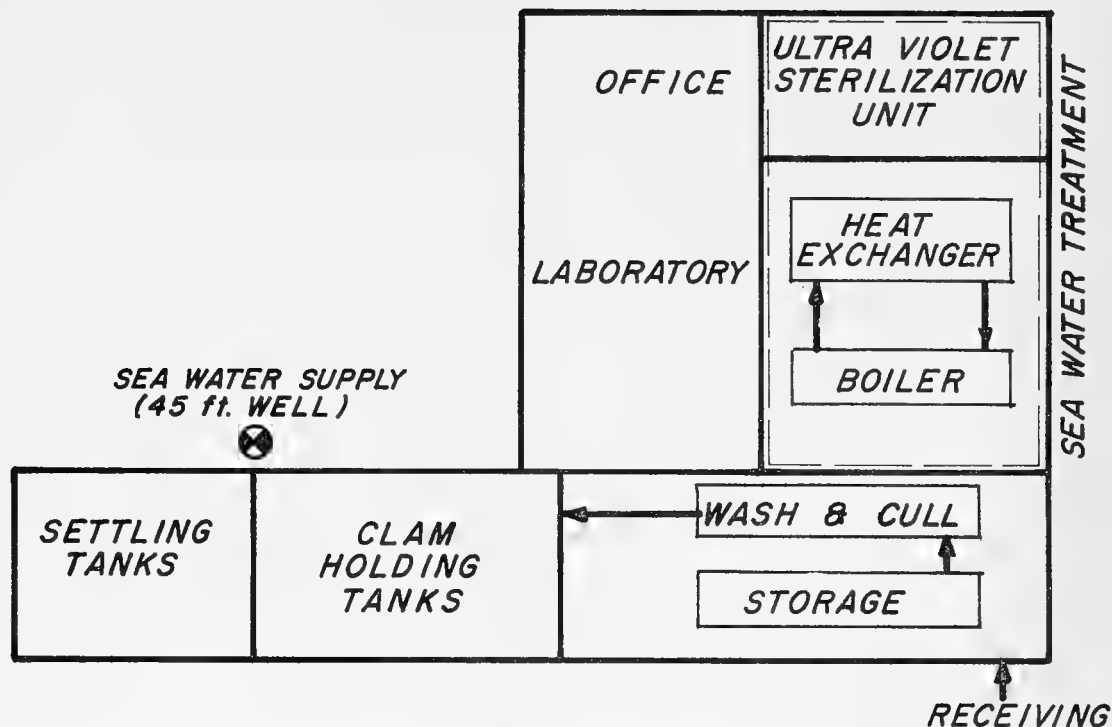 OFFICE
ULTRA VIOLET
STERILIZATION
UNIT
SEA WATER TREATMENT
HEAT
EXCHANGER
LABORATORY
BOILER
SEA WATER SUPPLY
(45 ft. WELL)
SETTLING
TANKS
CLAM
HOLDING
TANKS
WASH & CULL
STORAGE
RECEIVING